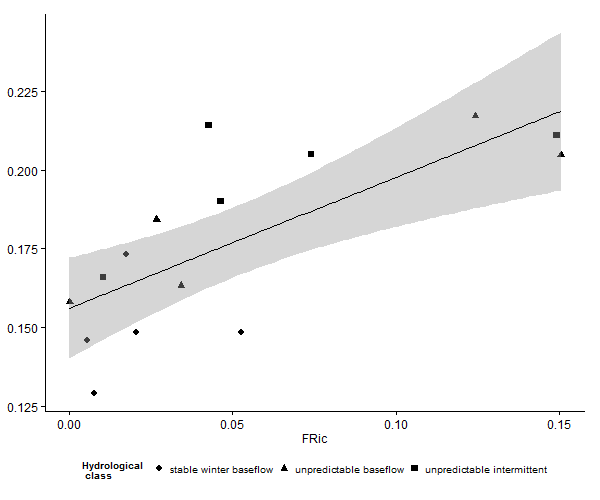 0.225
0.200
0.175
0.150
0.125
0.00 0.05 0.10 0.15
FRic
Hydrological
class
stable winter baseflow unpredictable baseflow unpredictable intermittent